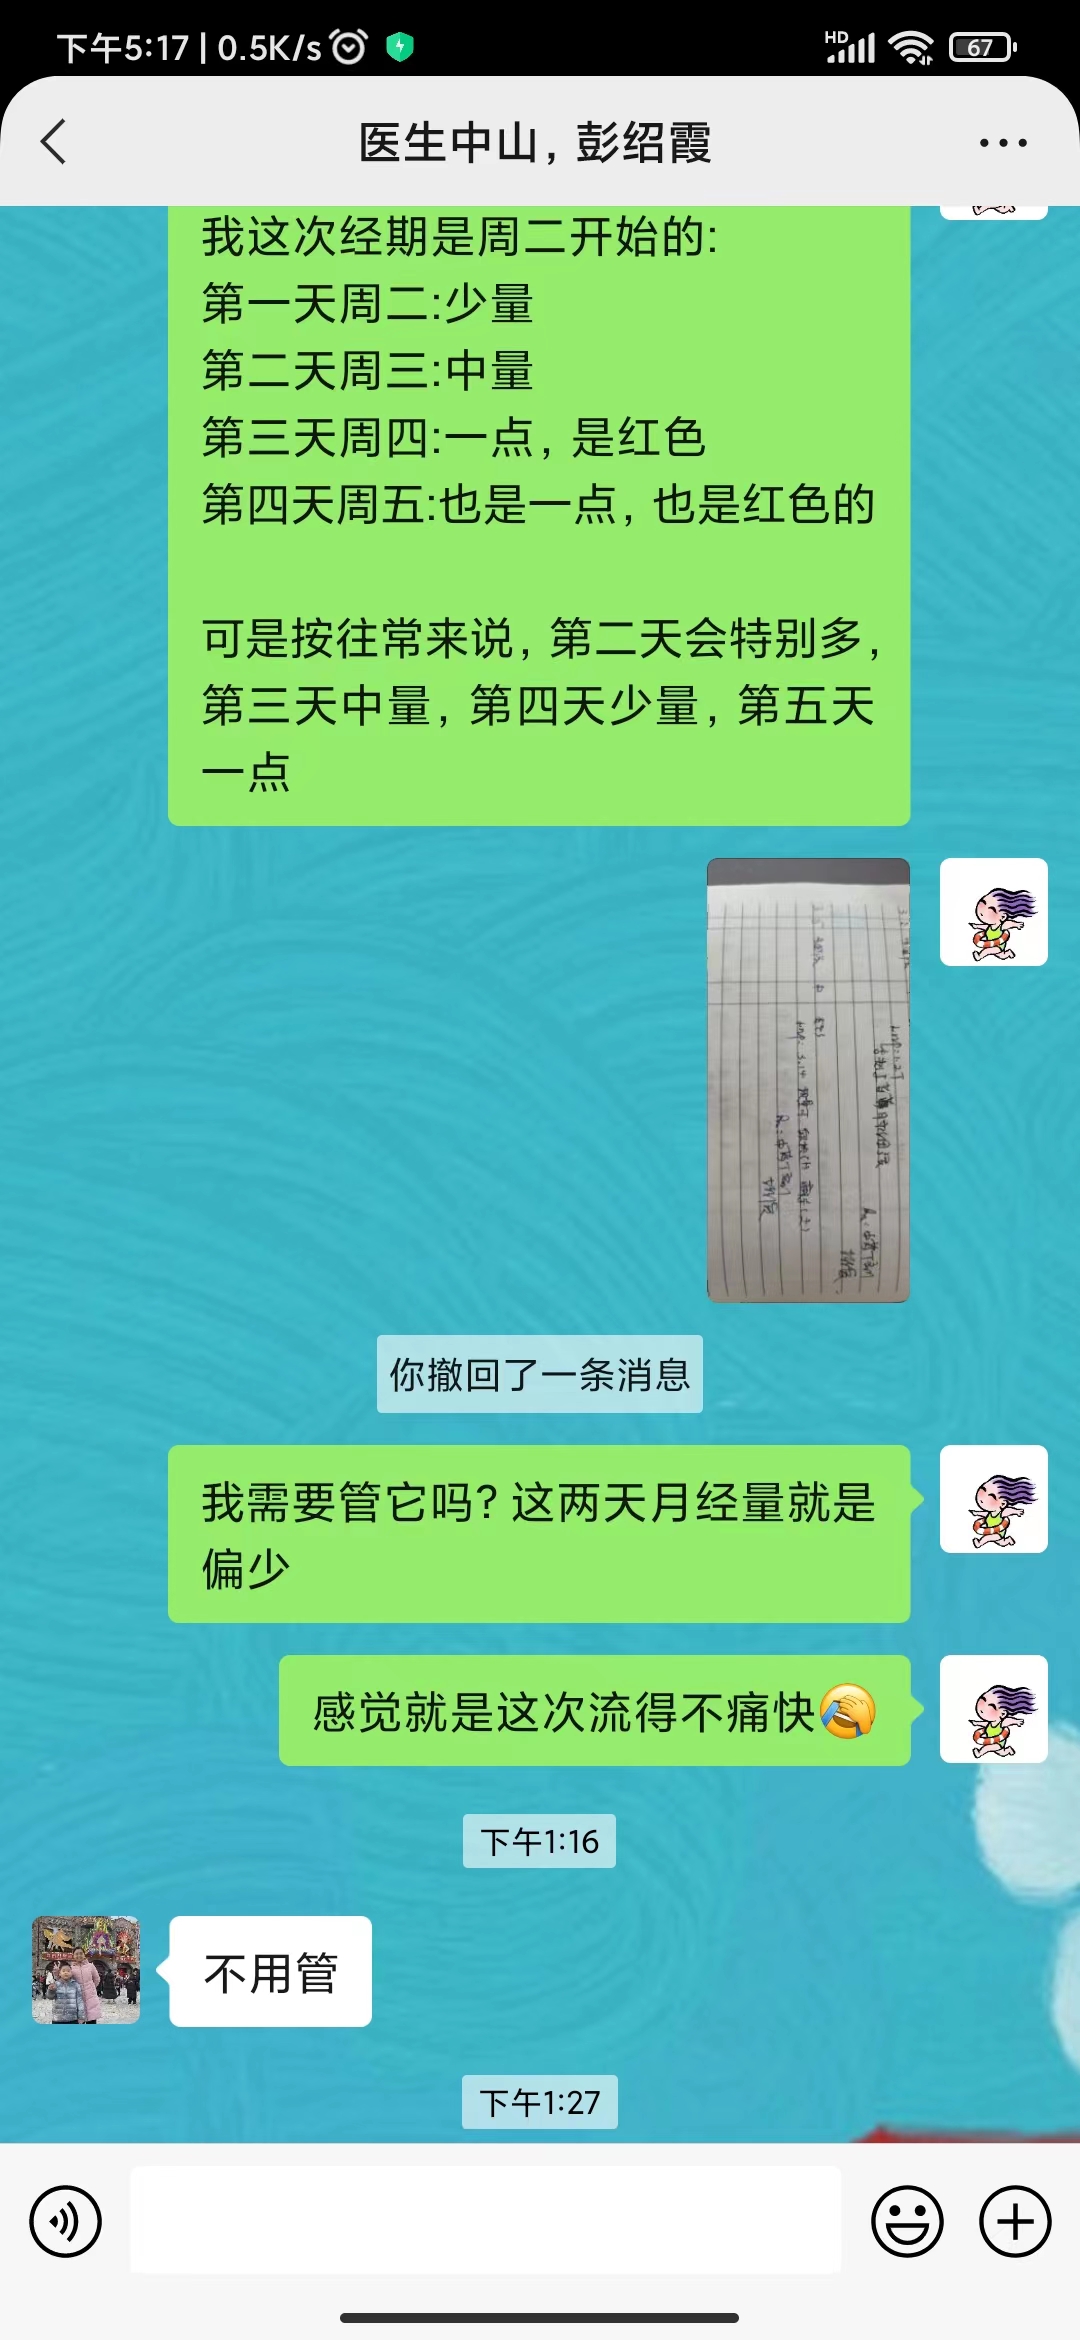 下午5:17 | 0.5K/s
HD
67
医生中山, 彭绍霞
我这次经期是周二开始的:
第一天周二:少量
第二天周三:中量
第三天周四:一点, 是红色
第四天周五:也是一点, 也是红色的
可是按往常来说, 第二天会特别多,
第三天中量, 第四天少量, 第五天
一点
你撤回了一条消息
我需要管它吗? 这两天月经量就是
偏少
感觉就是这次流得不痛快🤣
下午1:16
不用管
下午1:27